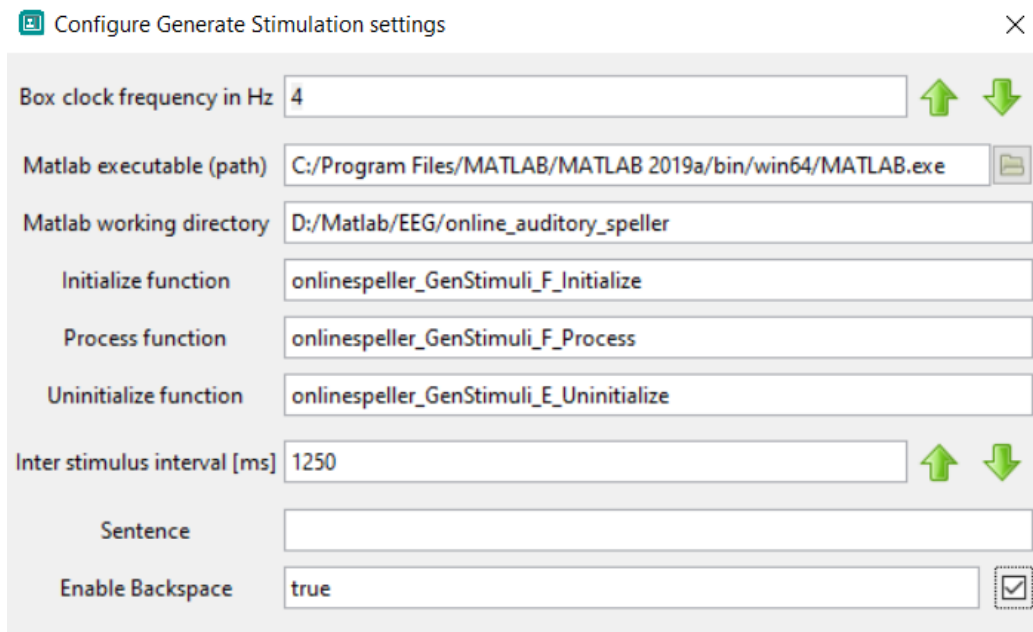 Configure Generate Stimulation settings
Box clock frequency in Hz 4
Matlab executable (path) C:/Program Files/MATLAB/MATLAB 2019a/bin/win64/MATLAB.exe
Matlab working directory D:/Matlab/EEG/online_auditory_speller
Initialize function onlinespeller_GenStimuli_F_Initialize
Process function onlinespeller_GenStimuli_F_Process
Uninitialize function onlinespeller_GenStimuli_E_Uninitialize
Inter stimulus interval [ms] 1250
Sentence
Enable Backspace true